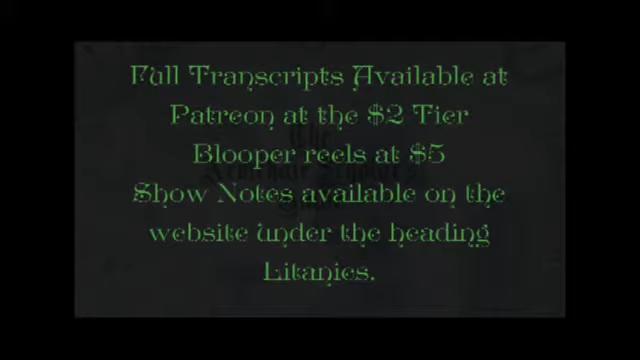 Full Transcripts Available at
Patreon at the $2 Tier
Blooper reels at $5
Show Notes available on the
website under the heading
Litanies.
The